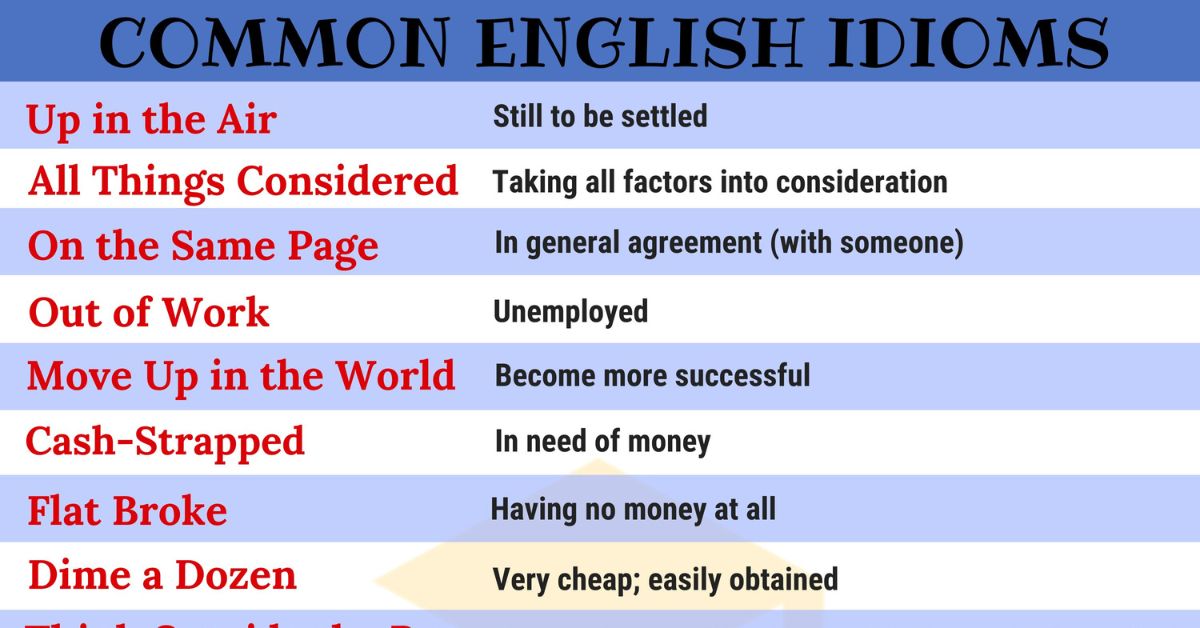 COMMON ENGLISH IDIOMS
Up in the Air Still to be settled
All Things Considered Taking all factors into consideration
On the Same Page In general agreement (with someone)
Out of Work Unemployed
Move Up in the World Become more successful
Cash-Strapped In need of money
Flat Broke Having no money at all
Dime a Dozen Very cheap; easily obtained